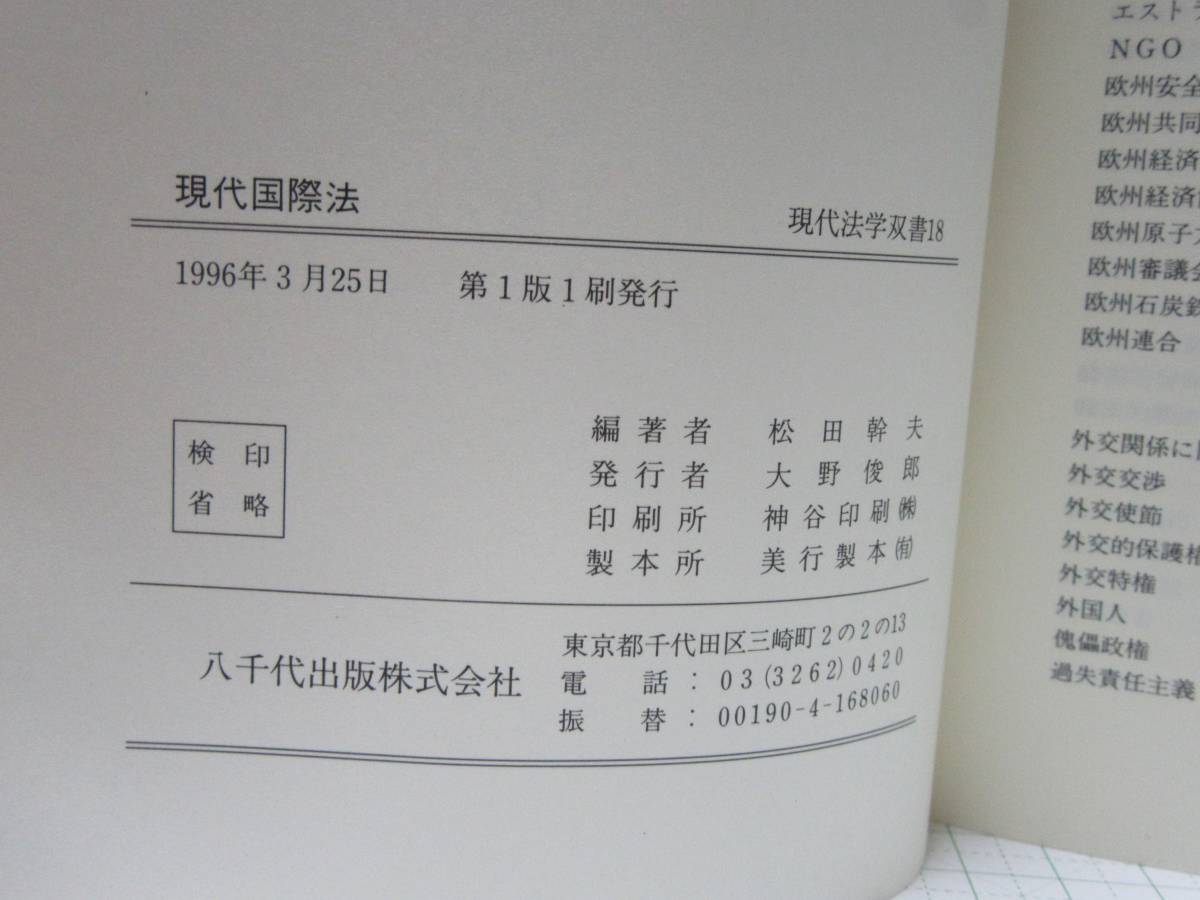 現代国際法
現代法学双書18
1996年3月25日 第1版1刷発行
検印
省略
編著者 松田幹夫
発行者 大野俊郎
印刷所 神谷印刷㈱
製本所 美行製本㈲
八千代出版株式会社
東京都千代田区三崎町2の2の13
電話：03(3262)0420
振替：00190-4-168060
エスト
NGO
欧州安全
欧州共同
欧州経済
欧州経済
欧州原子
欧州審議会
欧州石炭鉄
欧州連合
外交関係に
外交交渉
外交使節
外交的保護権
外交特権
外国人
傀儡政権
過失責任主義